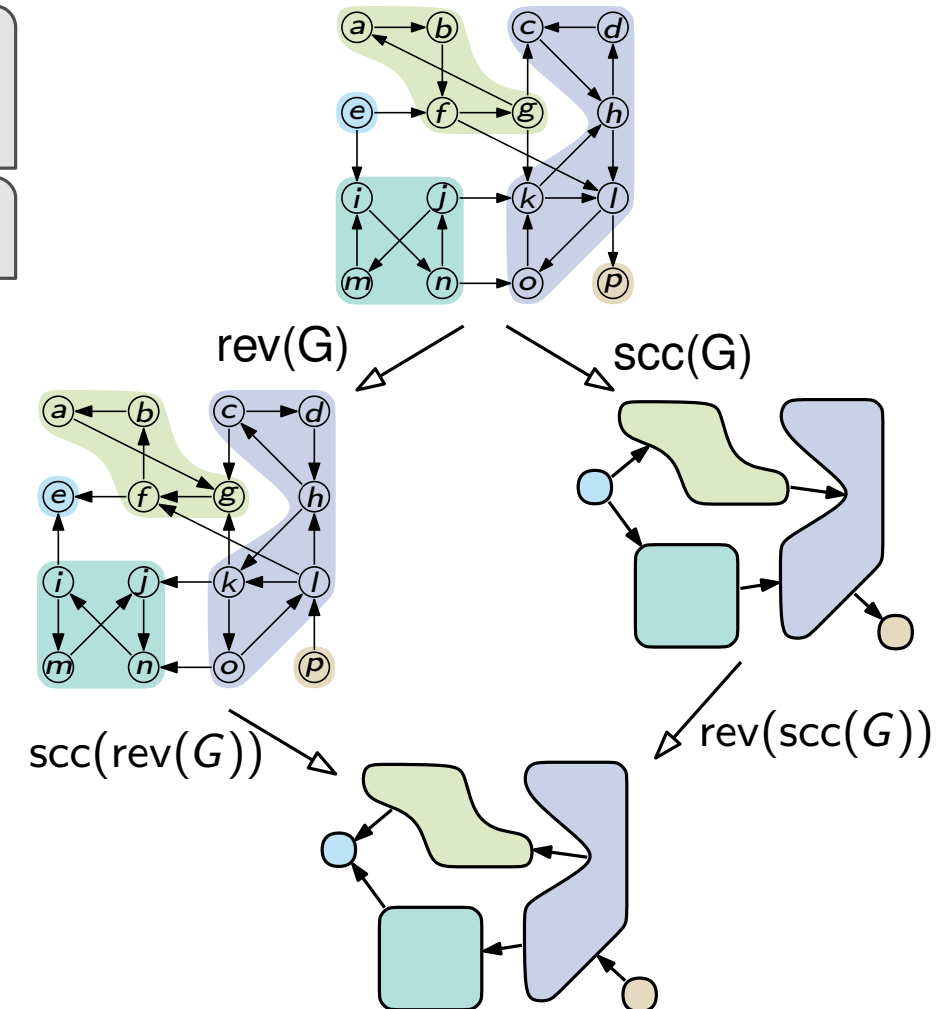 a b c d
e f g h
i j k l
m n o p
rev(G) scc(G)
a b c d
e f g h
i j k l
m n o p
scc(rev(G)) rev(scc(G))